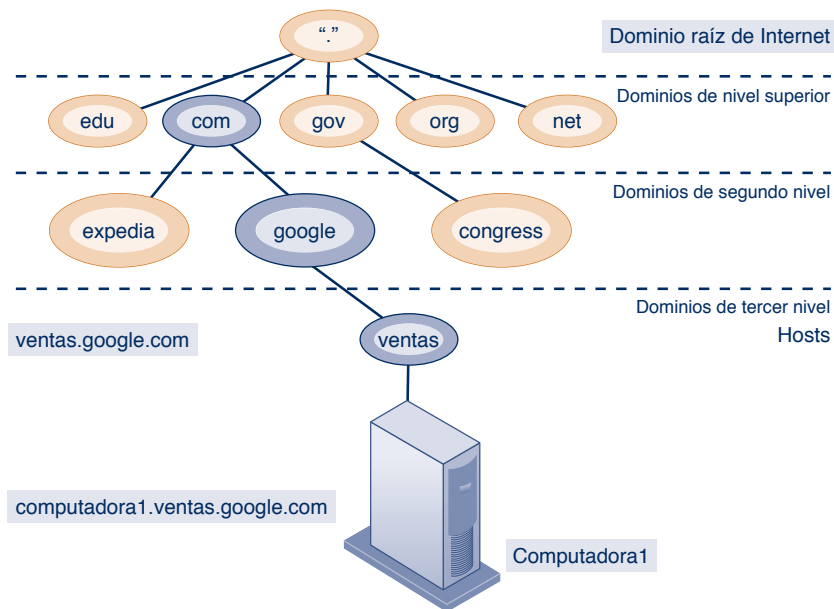 “.”
Dominio raíz de Internet
Dominios de nivel superior
edu
com
gov
org
net
Dominios de segundo nivel
expedia
google
congress
Dominios de tercer nivel
Hosts
ventas.google.com
ventas
computadora1.ventas.google.com
Computadora1